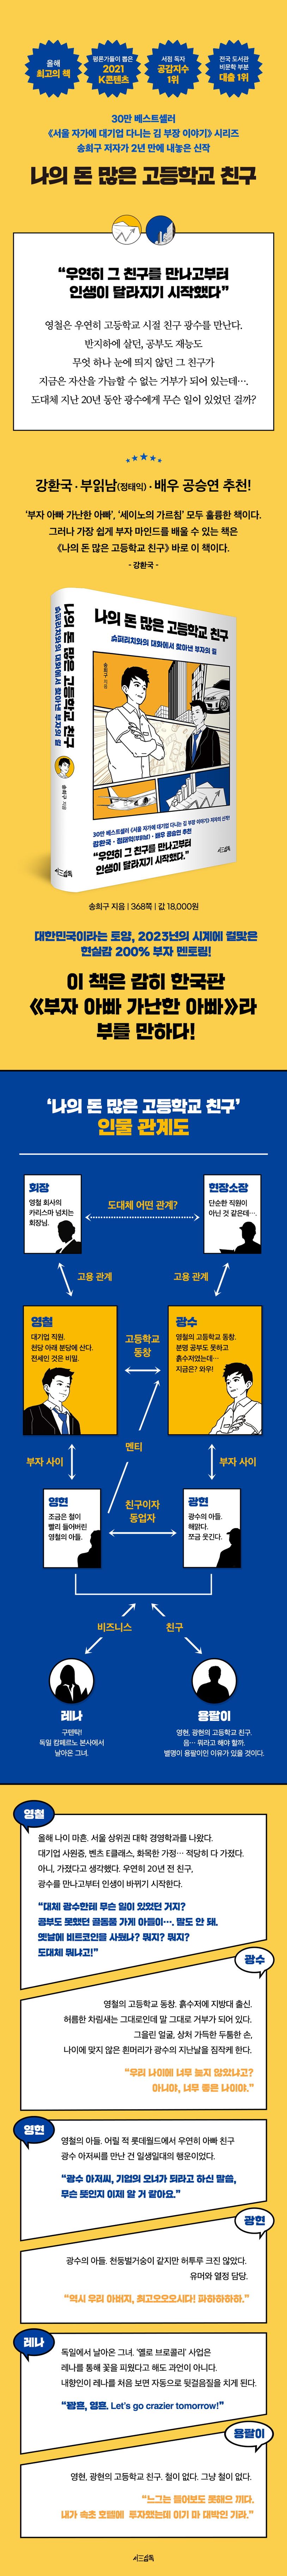 올해
최고의 책
평론가들이 뽑은
2021
K콘텐츠
서점 독자
공감지수
1위
전국 도서관
비문학 부문
대출 1위
30만 베스트셀러
《서울 자가에 대기업 다니는 김 부장 이야기》 시리즈
송희구 저자가 2년 만에 내놓은 신작
나의 돈 많은 고등학교 친구
“우연히 그 친구를 만나고부터
인생이 달라지기 시작했다”
영철은 우연히 고등학교 시절 친구 광수를 만난다.
반지하에 살던, 공부도 재능도
무엇 하나 눈에 띄지 않던 그 친구가
지금은 자산을 가늠할 수 없는 거부가 되어 있는데….
도대체 지난 20년 동안 광수에게 무슨 일이 있었던 걸까?
강환국 · 부읽남(정태익) · 배우 공승연 추천!
‘부자 아빠 가난한 아빠’, ‘세이노의 가르침’ 모두 훌륭한 책이다.
그러나 가장 쉽게 부자 마인드를 배울 수 있는 책은
《나의 돈 많은 고등학교 친구》 바로 이 책이다.
- 강환국 -
나의 돈 많은 고등학교 친구
슈퍼리치와의 대화에서 찾아낸 부자의 길
송희구 지음
서삼독
나의 돈 많은 고등학교 친구
슈퍼리치와의 대화에서 찾아낸 부자의 길
송희구 지음
30만 베스트셀러 《서울 자가에 대기업 다니는 김 부장 이야기》 저자의 신작!
강환국 · 정태익(부읽남) · 배우 공승연 추천
“우연히 그 친구를 만나고부터
인생이 달라지기 시작했다.”
송희구 지음 | 368쪽 | 값 18,000원
대한민국이라는 토양, 2023년의 시계에 걸맞은
현실감 200% 부자 멘토링!
이 책은 감히 한국판
《부자 아빠 가난한 아빠》라
부를 만하다!
‘나의 돈 많은 고등학교 친구’
인물 관계도
회장
영철 회사의
카리스마 넘치는
회장님.
도대체 어떤 관계?
현장소장
단순한 직원이
아닌 것 같은데….
고용 관계
고용 관계
영철
대기업 직원.
천당 아래 분당에 산다.
전세인 것은 비밀.
고등학교
동창
광수
영철의 고등학교 동창.
분명 공부도 못하고
흙수저였는데…
지금은? 와우!
멘티
부자 사이
부자 사이
영현
조금은 철이
빨리 들어버린
영철의 아들.
친구이자
동업자
광현
광수의 아들.
해맑다.
쪼금 웃긴다.
비즈니스
친구
레나
구텐탁!
독일 캄페르노 본사에서
날아온 그녀.
용팔이
영현, 광현의 고등학교 친구.
음… 뭐라고 해야 할까.
별명이 용팔이인 이유가 있을 것이다.
영철
올해 나이 마흔. 서울 상위권 대학 경영학과를 나왔다.
대기업 사원증, 벤츠 E클래스, 화목한 가정… 적당히 다 가졌다.
아니, 가졌다고 생각했다. 우연히 20년 전 친구,
광수를 만나고부터 인생이 바뀌기 시작한다.
“대체 광수한테 무슨 일이 있었던 거지?
공부도 못했던 골동품 가게 아들이…. 말도 안 돼.
옛날에 비트코인을 사뒀나? 뭐지? 뭐지?
도대체 뭐냐고!”
광수
영철의 고등학교 동창. 흙수저에 지방대 출신.
허름한 차림새는 그대로인데 말 그대로 거부가 되어 있다.
그을린 얼굴, 상처 가득한 두툼한 손,
나이에 맞지 않은 흰머리가 광수의 지난날을 짐작케 한다.
“우리 나이에 너무 늦지 않았냐고?
아니야, 너무 좋은 나이야.”
영현
영철의 아들. 어릴 적 롯데월드에서 우연히 아빠 친구
광수 아저씨를 만난 건 일생일대의 행운이었다.
“광수 아저씨, 기업의 오너가 되라고 하신 말씀,
무슨 뜻인지 이제 알 거 같아요.”
광현
광수의 아들. 천둥벌거숭이 같지만 허투루 크진 않았다.
유머와 열정 담당.
“역시 우리 아버지, 최고오오오시다! 파하하하하.”
레나
독일에서 날아온 그녀. ‘옐로 브로콜리’ 사업은
레나를 통해 꽃을 피웠다고 해도 과언이 아니다.
내향인이 레나를 처음 보면 자동으로 뒷걸음질을 치게 된다.
“꽝흔, 영흔. Let's go crazier tomorrow!”
용팔이
영현, 광현의 고등학교 친구. 철이 없다. 그냥 철이 없다.
“느그는 들어보도 못해으 끼다.
내가 속초 호텔에 투자했는데 이기 마 대박인 기라.”
서삼독